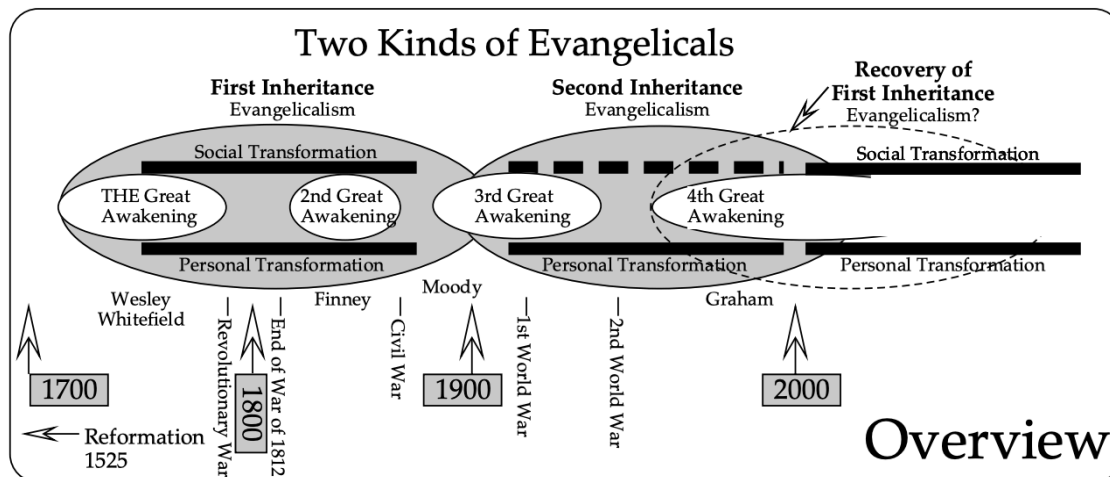 Two Kinds of Evangelicals
First Inheritance
Evangelicalism
Second Inheritance
Evangelicalism
Recovery of
First Inheritance
Evangelicalism?
Social Transformation
Social Transformation
THE Great
Awakening
2nd Great
Awakening
3rd Great
Awakening
4th Great
Awakening
Personal Transformation
Personal Transformation
Personal Transformation
Wesley
Whitefield
Finney
Moody
Graham
Revolutionary War
End of War of 1812
Civil War
1st World War
2nd World War
1700
1800
1900
2000
Reformation
1525
Overview